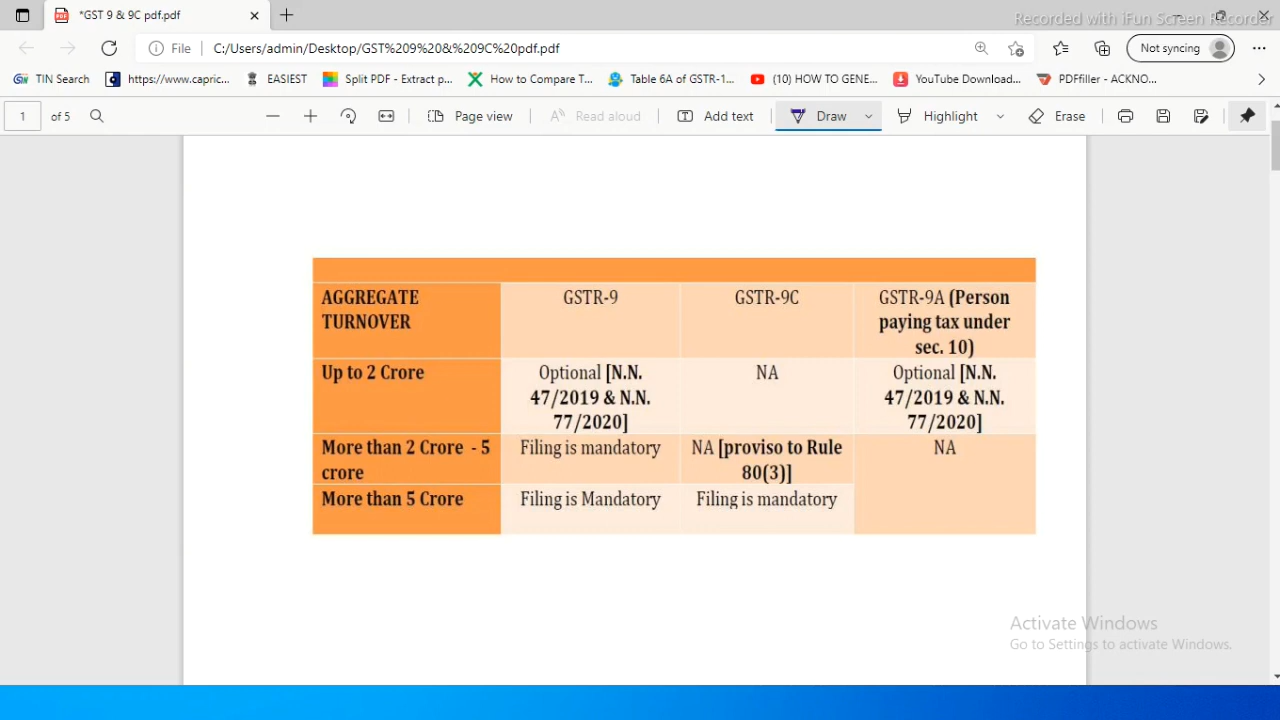 *GST 9 & 9C pdf.pdf
Recorded with iFun Screen Recorder
File C:/Users/admin/Desktop/GST%209%20&%209C%20pdf.pdf
Not syncing
TIN Search https://www.capric... EASIEST Split PDF - Extract p... How to Compare T... Table 6A of GSTR-1... (10) HOW TO GENE... YouTube Download... PDFfiller - ACKNO...
1 of 5 Page view Read aloud Add text Draw Highlight Erase
AGGREGATE
TURNOVER
GSTR-9
GSTR-9C
GSTR-9A (Person
paying tax under
sec. 10)
Up to 2 Crore
Optional [N.N.
47/2019 & N.N.
77/2020]
NA
Optional [N.N.
47/2019 & N.N.
77/2020]
More than 2 Crore - 5
crore
Filing is mandatory
NA [proviso to Rule
80(3)]
NA
More than 5 Crore
Filing is Mandatory
Filing is mandatory
Activate Windows
Go to Settings to activate Windows.